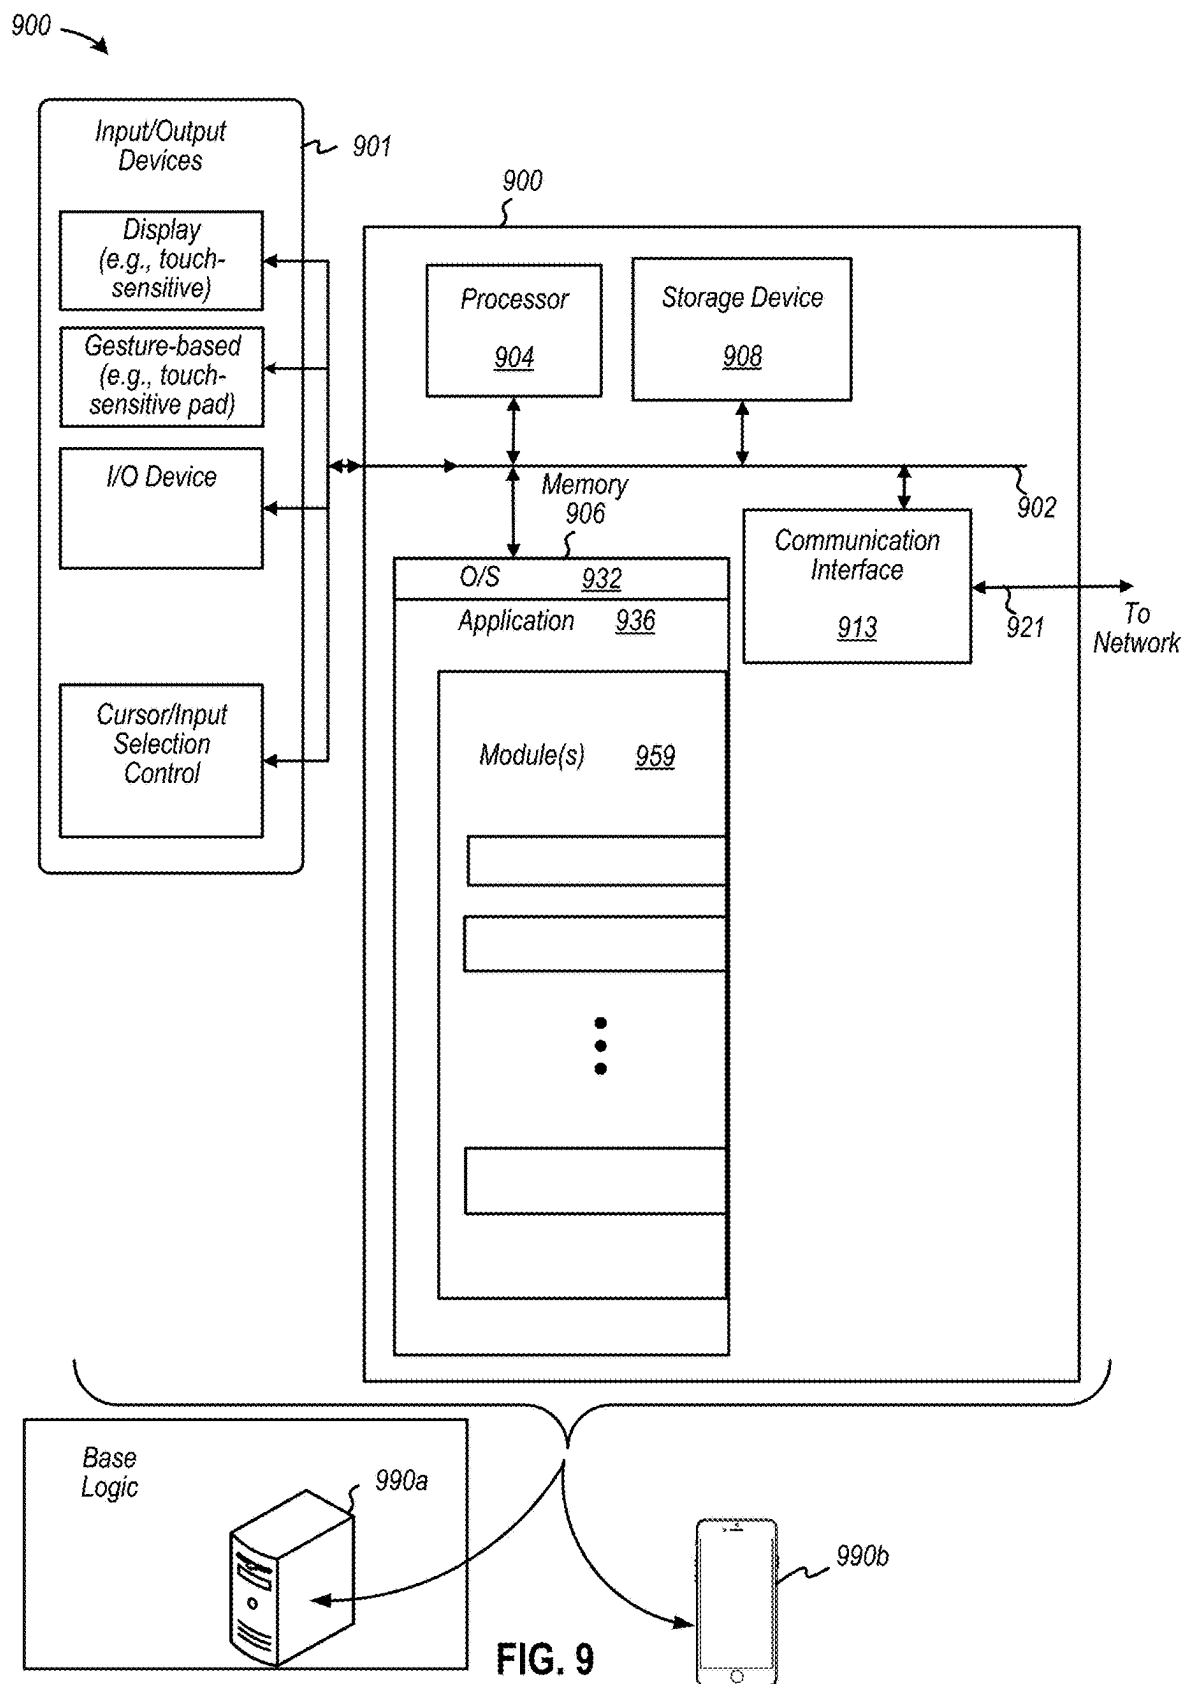 900
Input/Output
Devices
901
Display
(e.g., touch-
sensitive)
Gesture-based
(e.g., touch-
sensitive pad)
I/O Device
Cursor/Input
Selection
Control
900
Processor
904
Storage Device
908
902
Memory
906
O/S 932
Application 936
Module(s) 959
Communication
Interface
913
921
To
Network
Base
Logic
990a
990b
FIG. 9